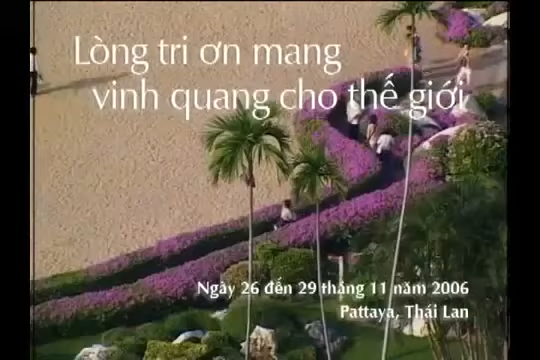 Lòng tri ơn mang
vinh quang cho thế giới
Ngày 26 đến 29 tháng 11 năm 2006
Pattaya, Thái Lan